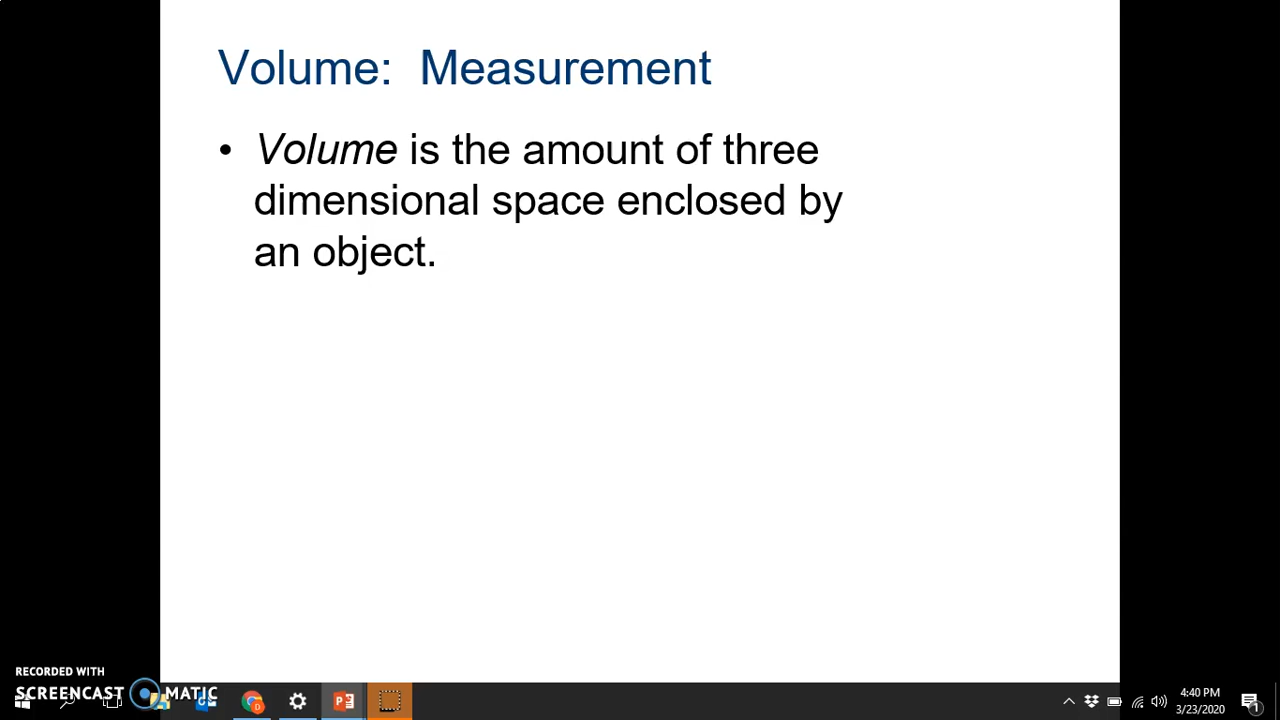 Volume:  Measurement
• Volume is the amount of three
dimensional space enclosed by
an object.
RECORDED WITH
SCREENCAST MATIC
4:40 PM
3/23/2020
1